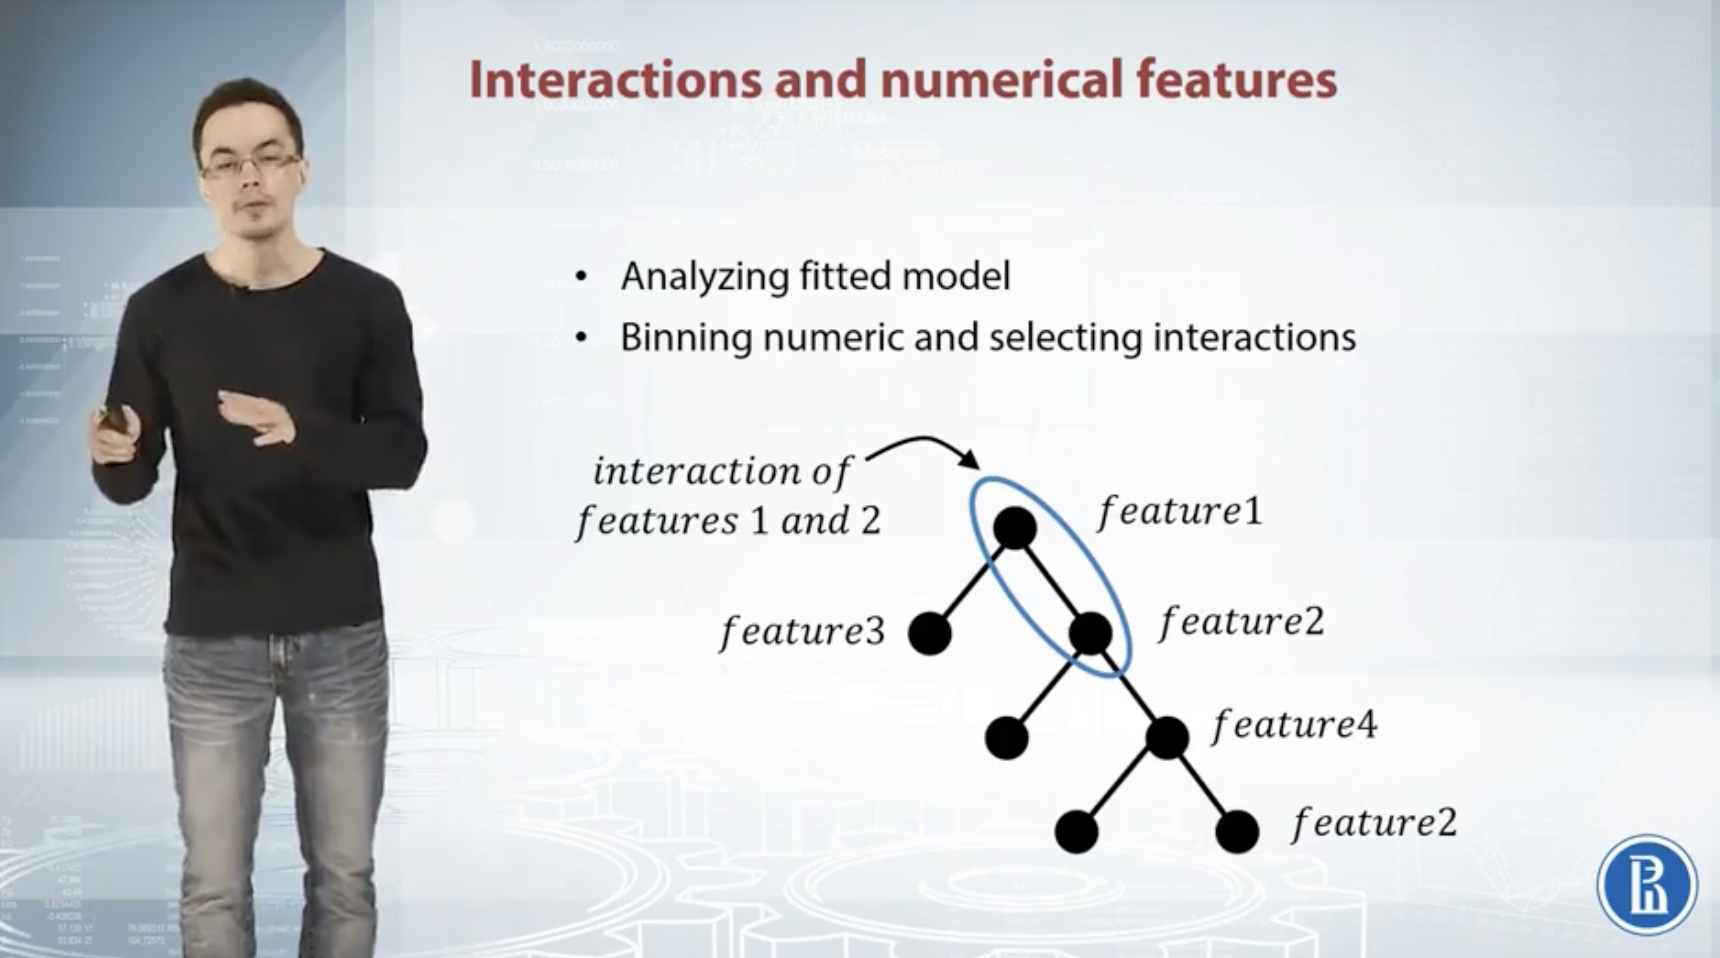 Interactions and numerical features
• Analyzing fitted model
• Binning numeric and selecting interactions
interaction of
features 1 and 2
feature1
feature3
feature2
feature4
feature2